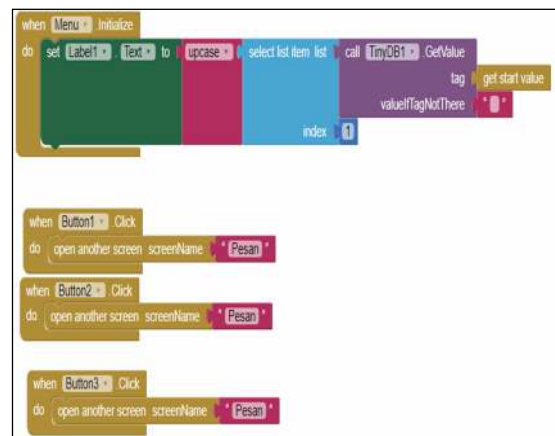 when Menu .Initialize
do set Label1 . Text to upcase select list item list call TinyDB1 .GetValue
tag get start value
valueIfTagNotThere " "
index 1
when Button1 .Click
do open another screen screenName " Pesan "
when Button2 .Click
do open another screen screenName " Pesan "
when Button3 .Click
do open another screen screenName " Pesan "